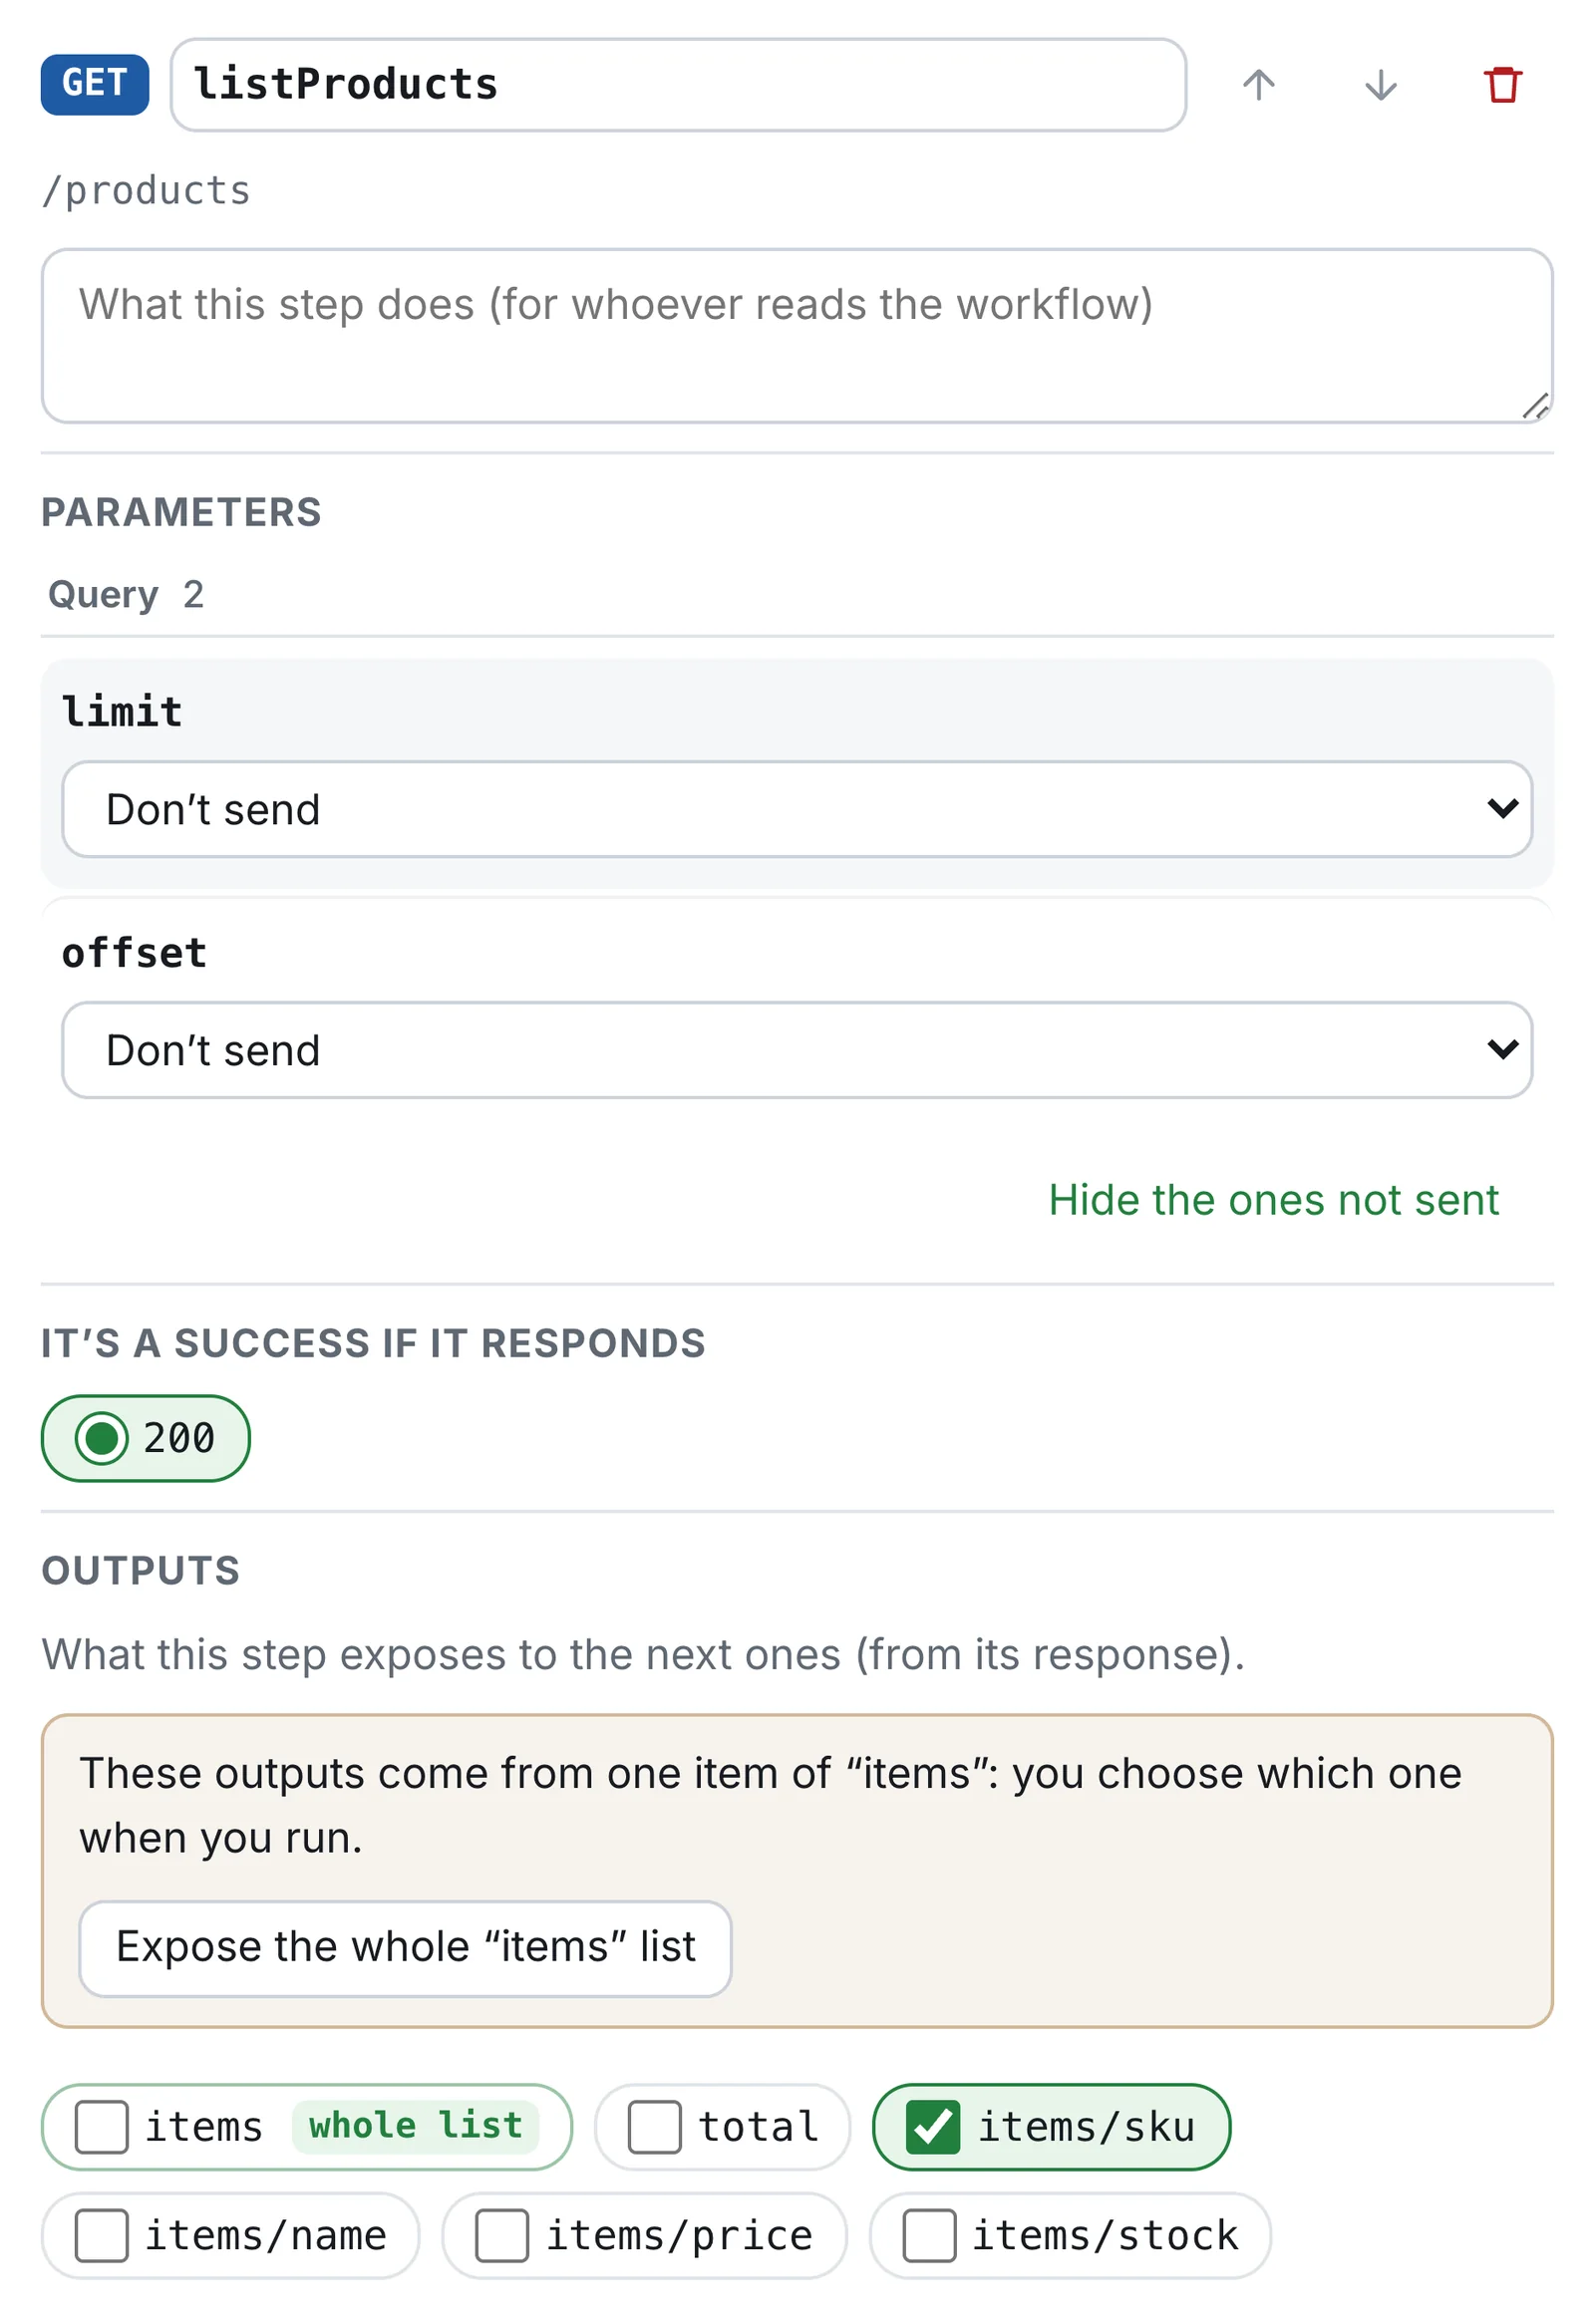 GET listProducts
/products
What this step does (for whoever reads the workflow)
PARAMETERS
Query 2
limit
Don’t send
offset
Don’t send
Hide the ones not sent
IT’S A SUCCESS IF IT RESPONDS
200
OUTPUTS
What this step exposes to the next ones (from its response).
These outputs come from one item of “items”: you choose which one
when you run.
Expose the whole “items” list
items whole list total items/sku
items/name items/price items/stock